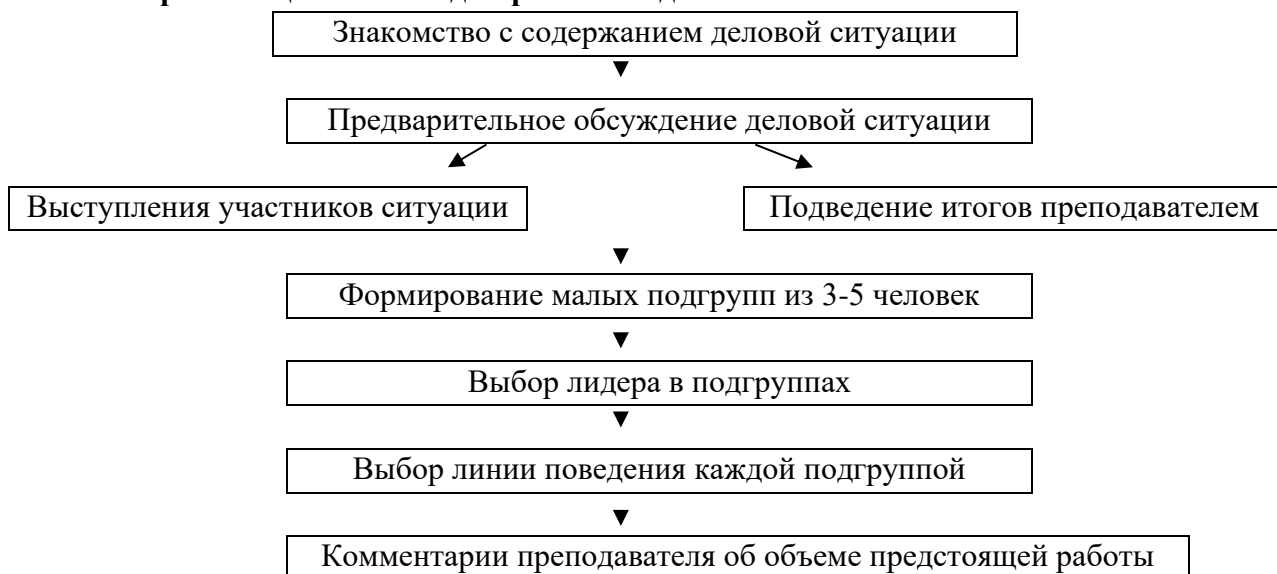 Знакомство с содержанием деловой ситуации
Предварительное обсуждение деловой ситуации
Выступления участников ситуации
Подведение итогов преподавателем
Формирование малых подгрупп из 3-5 человек
Выбор лидера в подгруппах
Выбор линии поведения каждой подгруппой
Комментарии преподавателя об объеме предстоящей работы